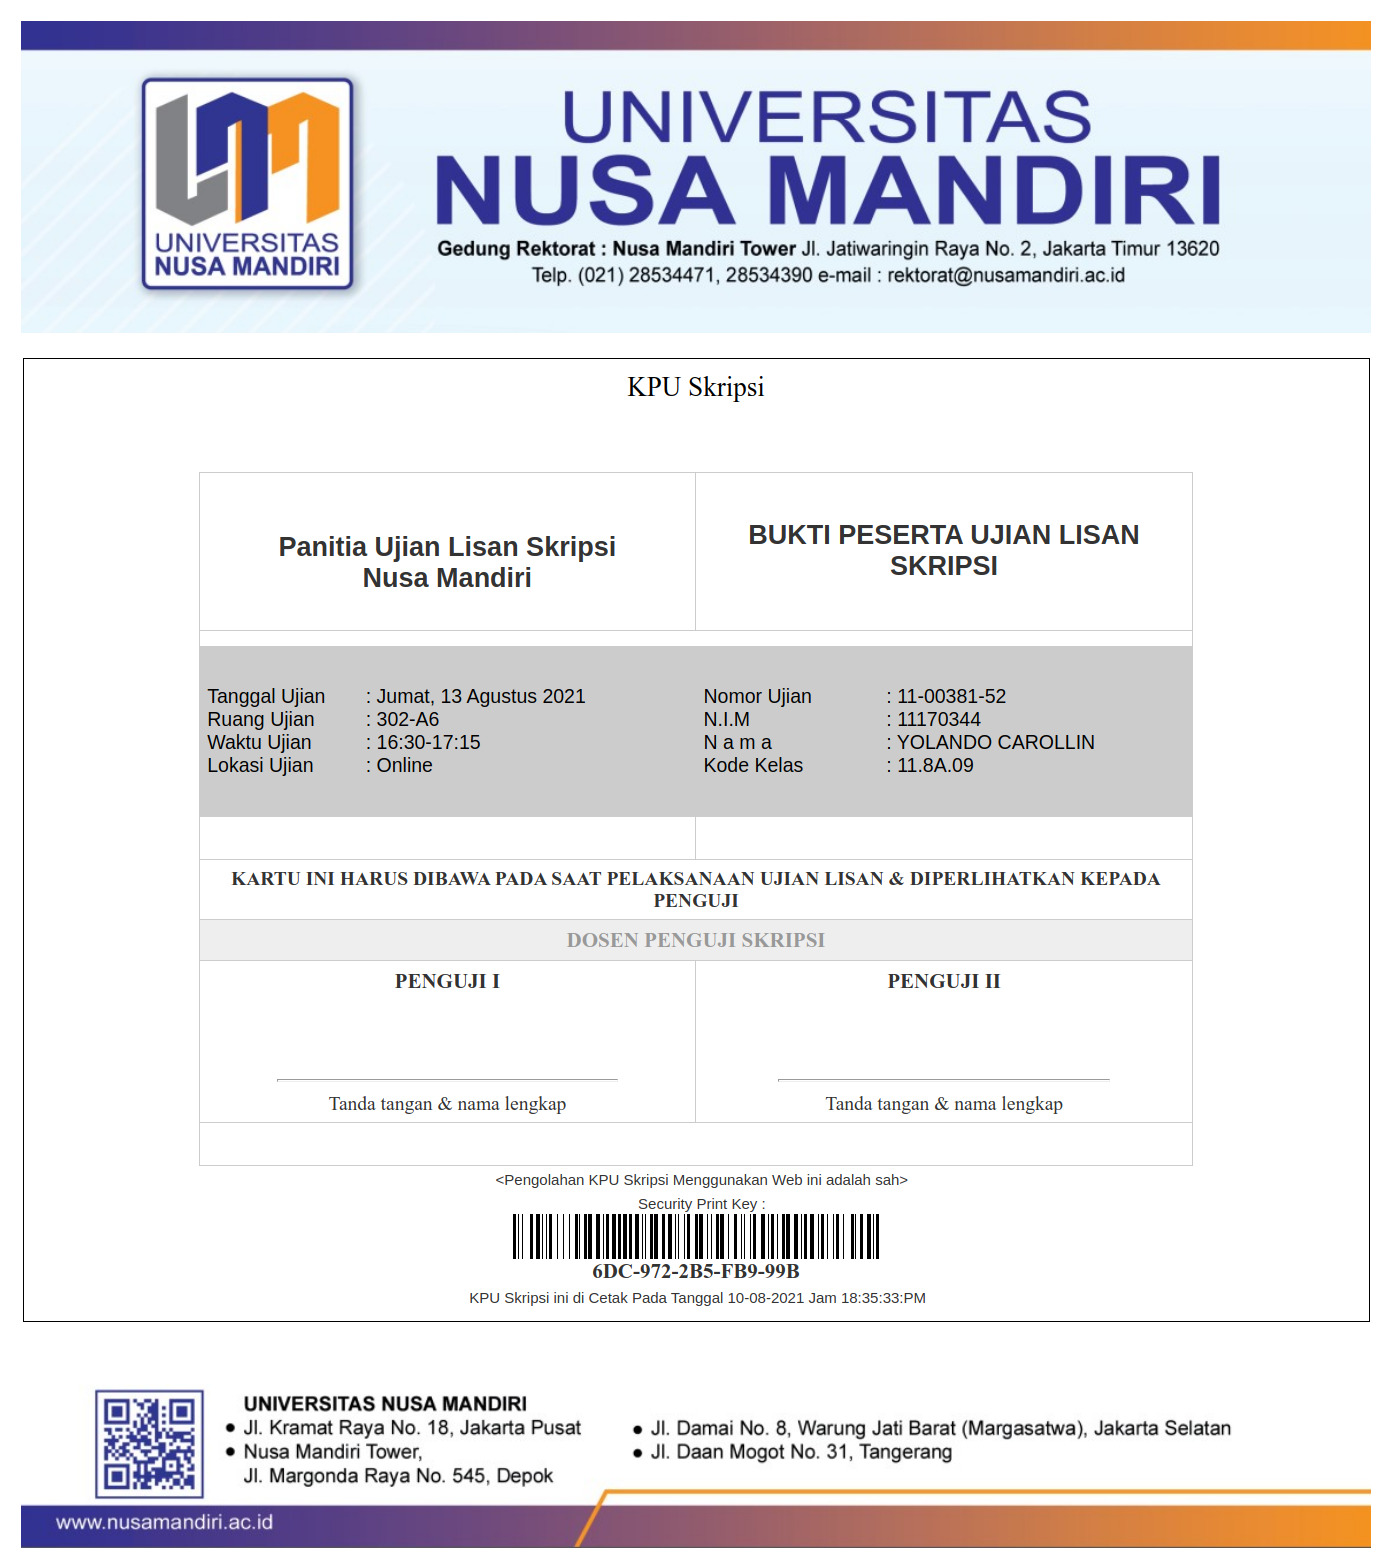 UNIVERSITAS
NUSA MANDIRI
UNIVERSITAS
NUSA MANDIRI
Gedung Rektorat : Nusa Mandiri Tower Jl. Jatiwaringin Raya No. 2, Jakarta Timur 13620
Telp. (021) 28534471, 28534390 e-mail : rektorat@nusamandiri.ac.id
KPU Skripsi
Panitia Ujian Lisan Skripsi
Nusa Mandiri
BUKTI PESERTA UJIAN LISAN
SKRIPSI
Tanggal Ujian : Jumat, 13 Agustus 2021
Ruang Ujian : 302-A6
Waktu Ujian : 16:30-17:15
Lokasi Ujian : Online
Nomor Ujian : 11-00381-52
N.I.M : 11170344
N a m a : YOLANDO CAROLLIN
Kode Kelas : 11.8A.09
KARTU INI HARUS DIBAWA PADA SAAT PELAKSANAAN UJIAN LISAN & DIPERLIHATKAN KEPADA
PENGUJI
DOSEN PENGUJI SKRIPSI
PENGUJI I
Tanda tangan & nama lengkap
PENGUJI II
Tanda tangan & nama lengkap
<Pengolahan KPU Skripsi Menggunakan Web ini adalah sah>
Security Print Key :
6DC-972-2B5-FB9-99B
KPU Skripsi ini di Cetak Pada Tanggal 10-08-2021 Jam 18:35:33:PM
UNIVERSITAS NUSA MANDIRI
● Jl. Kramat Raya No. 18, Jakarta Pusat
● Nusa Mandiri Tower,
Jl. Margonda Raya No. 545, Depok
● Jl. Damai No. 8, Warung Jati Barat (Margasatwa), Jakarta Selatan
● Jl. Daan Mogot No. 31, Tangerang
www.nusamandiri.ac.id